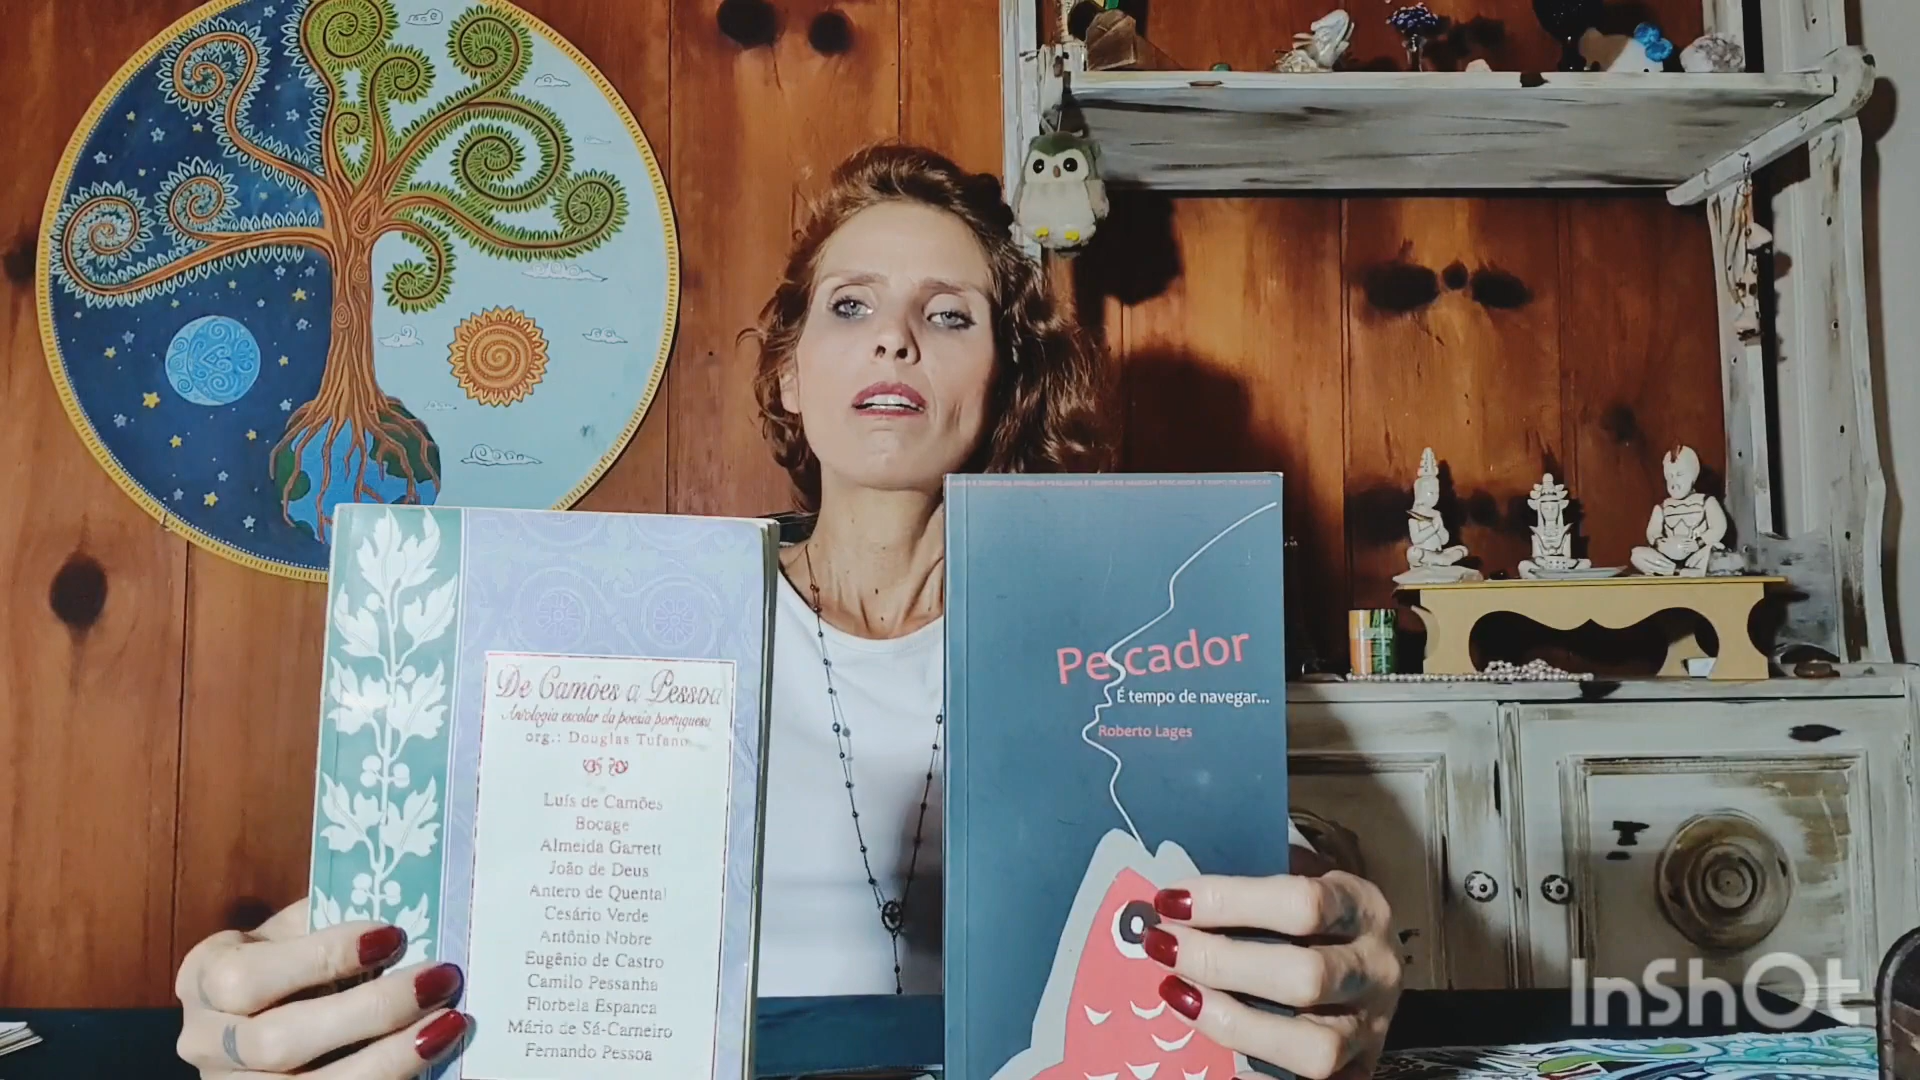 De Camões a Pessoa
Antologia escolar da poesia portuguesa
org.: Douglas Tufano
Luís de Camões
Bocage
Almeida Garrett
João de Deus
Antero de Quental
Cesário Verde
Antônio Nobre
Eugênio de Castro
Camilo Pessanha
Florbela Espanca
Mário de Sá-Carneiro
Fernando Pessoa
Pescador
É tempo de navegar...
Roberto Lages
InShOt